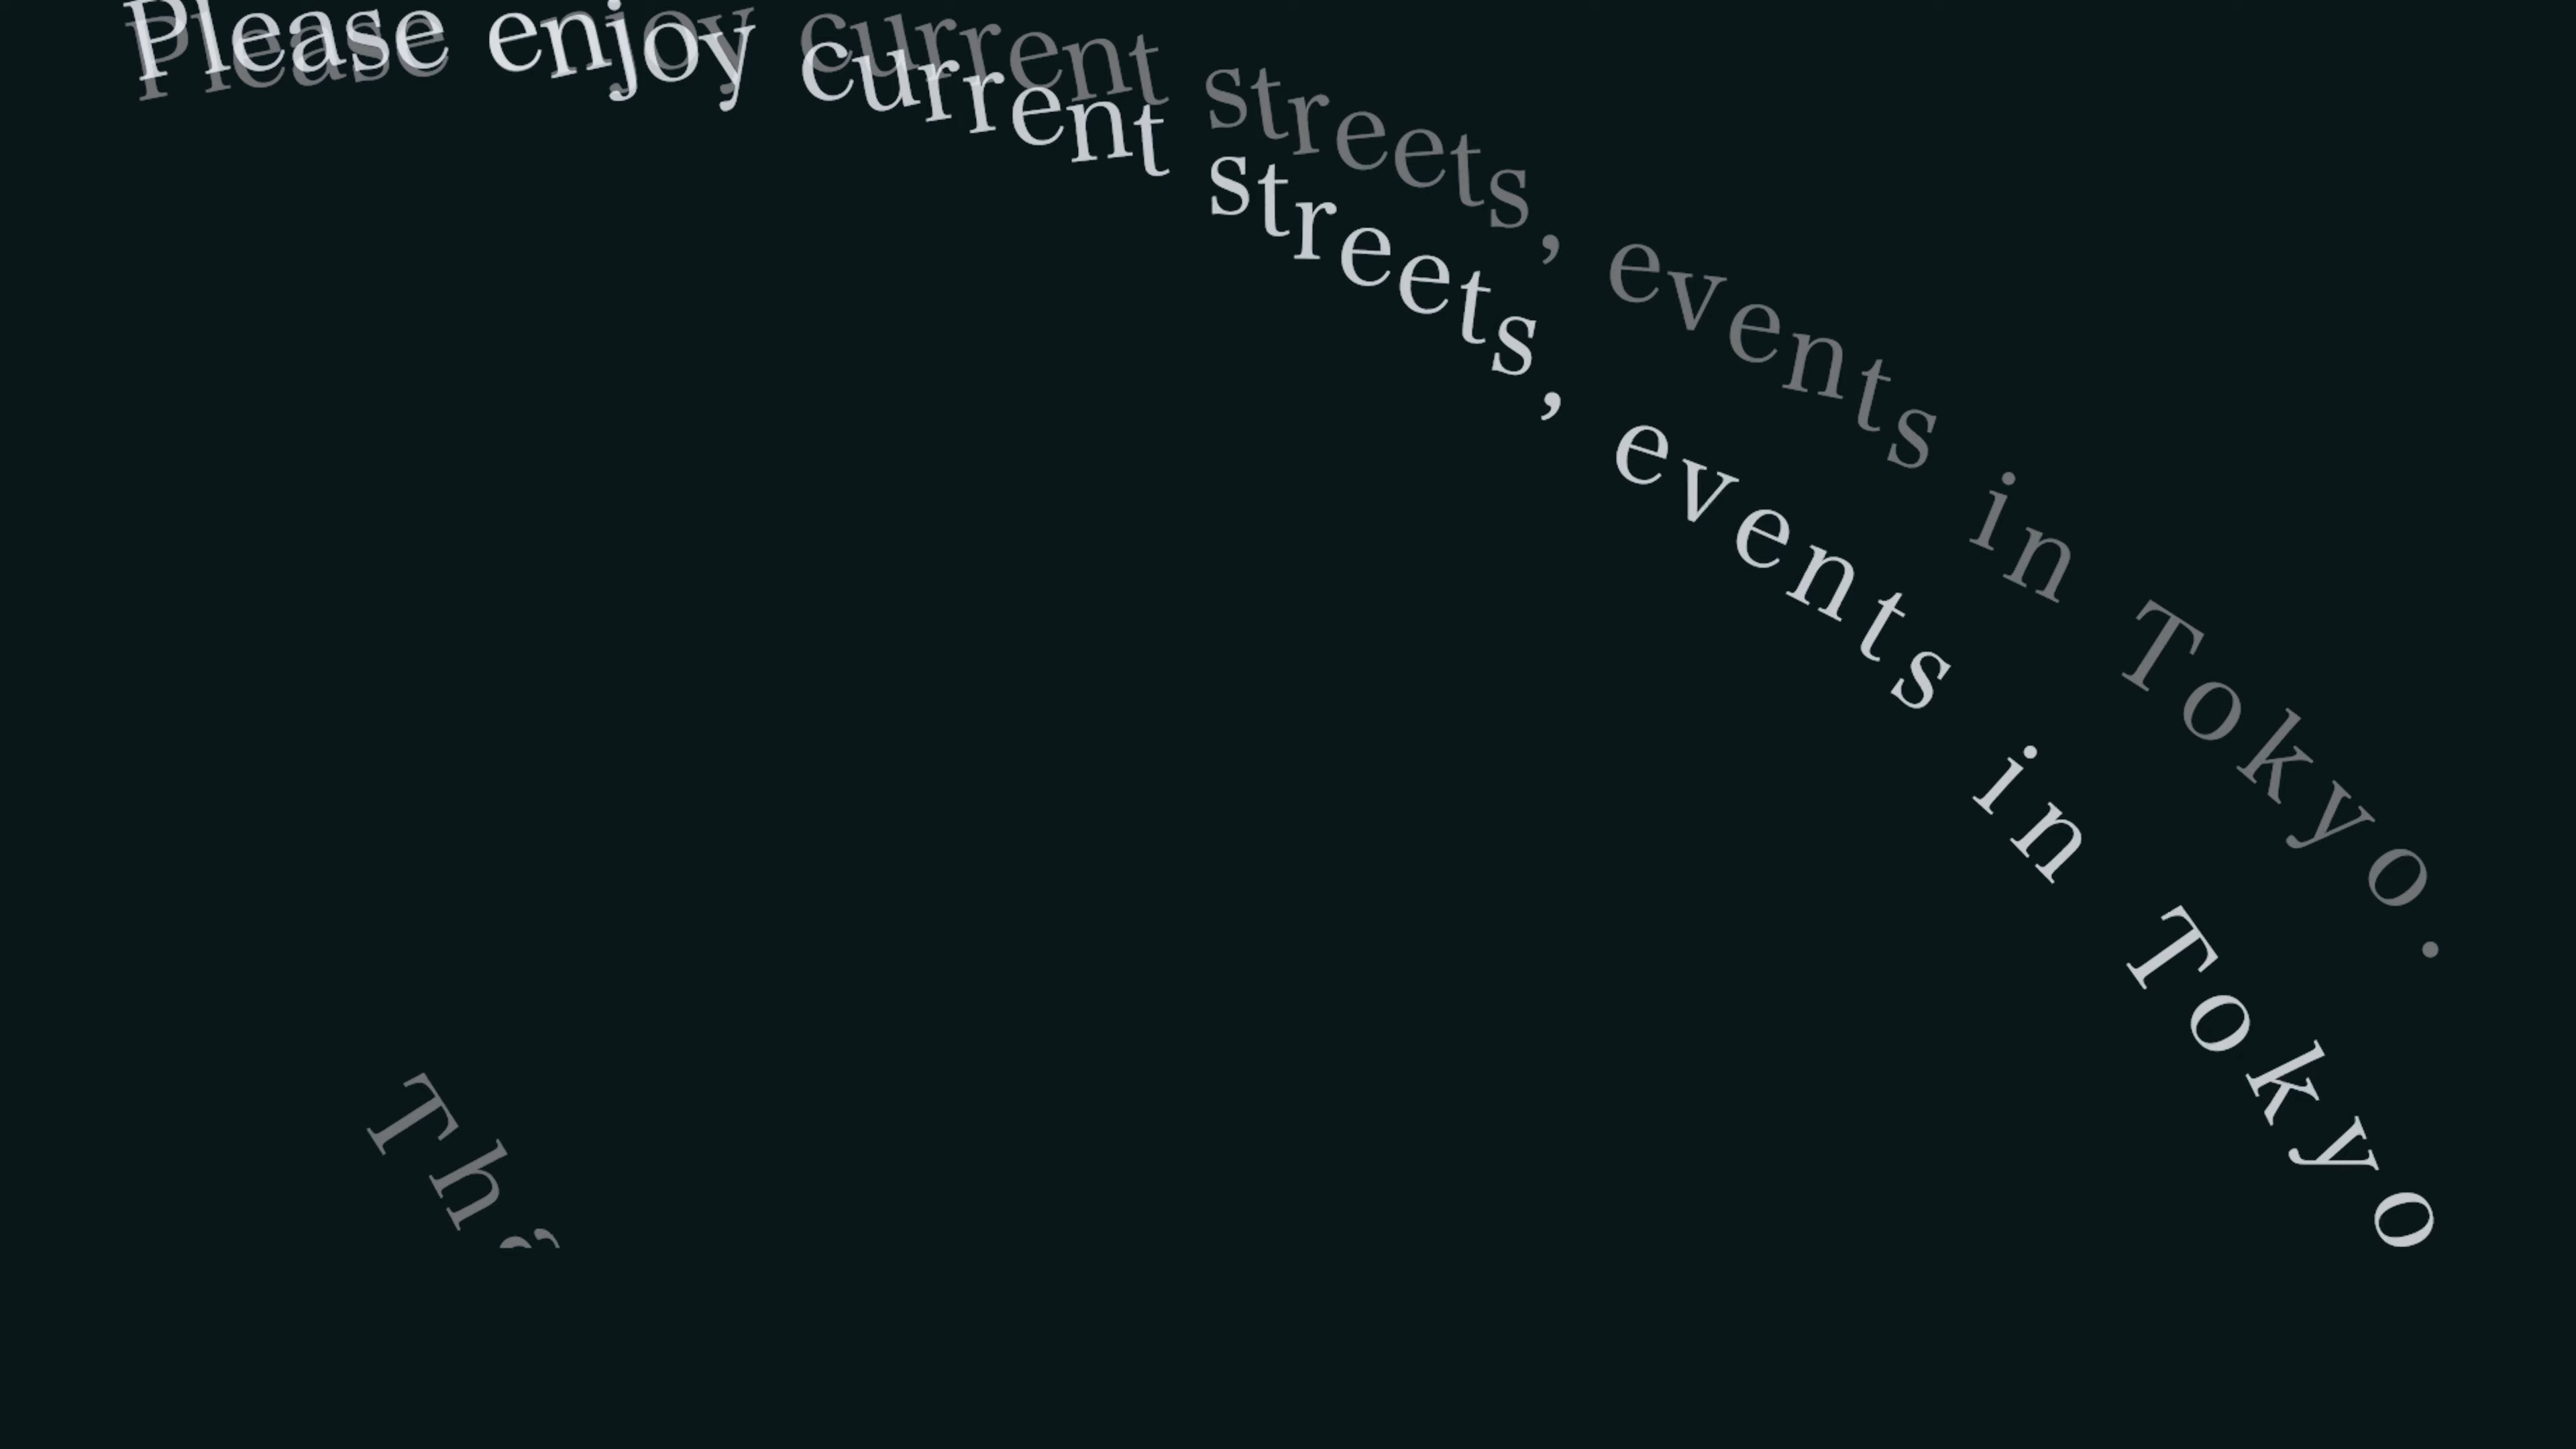 Please enjoy current streets, events in Tokyo.
Please enjoy current streets, events in Tokyo